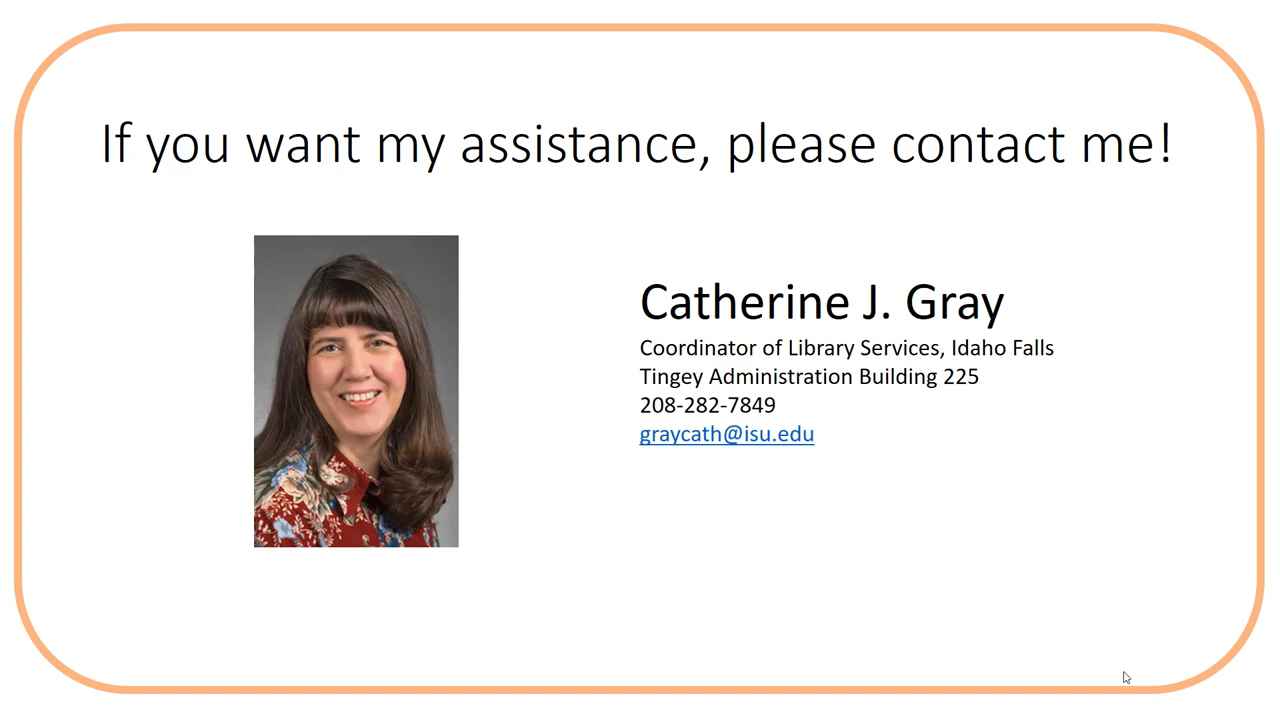 If you want my assistance, please contact me!
Catherine J. Gray
Coordinator of Library Services, Idaho Falls
Tingey Administration Building 225
208-282-7849
graycath@isu.edu